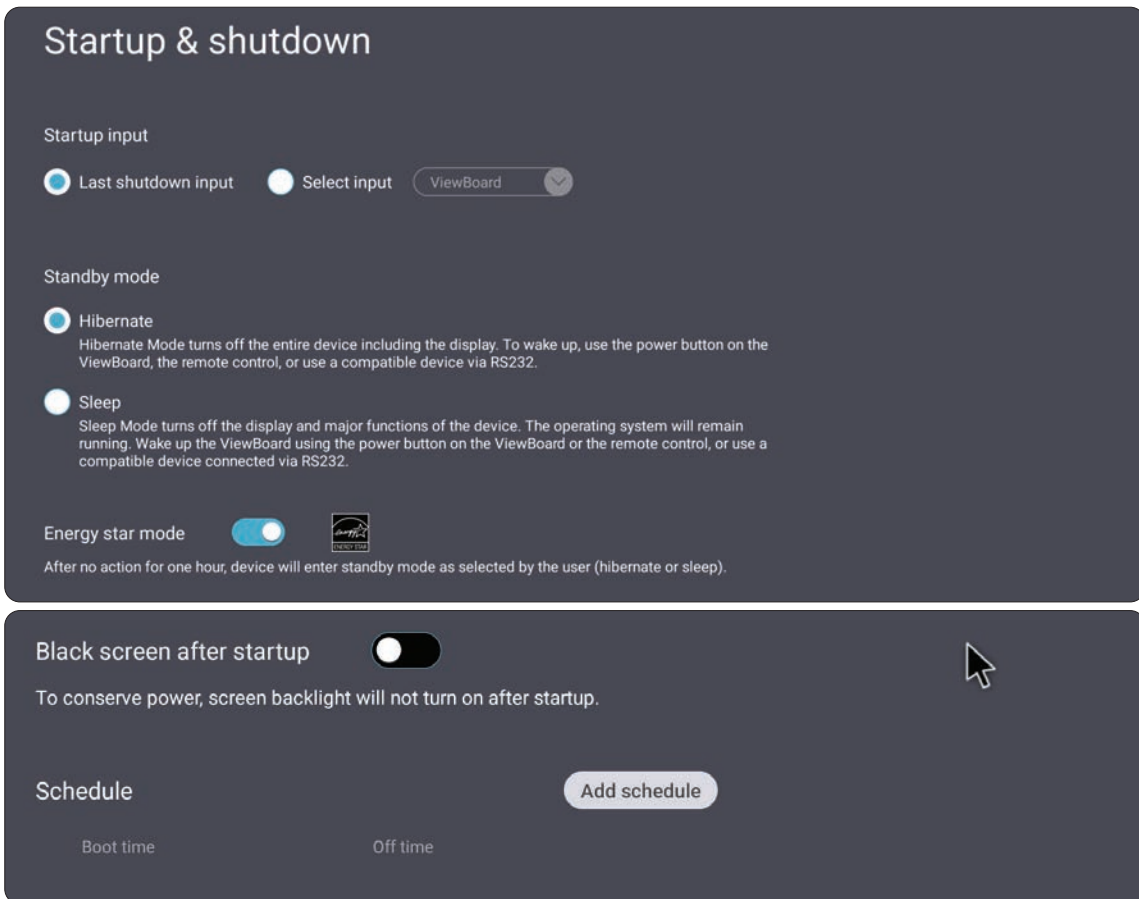 Startup & shutdown
Startup input
Last shutdown input Select input ViewBoard
Standby mode
Hibernate
Hibernate Mode turns off the entire device including the display. To wake up, use the power button on the
ViewBoard, the remote control, or use a compatible device via RS232.
Sleep
Sleep Mode turns off the display and major functions of the device. The operating system will remain
running. Wake up the ViewBoard using the power button on the ViewBoard or the remote control, or use a
compatible device connected via RS232.
Energy star mode
energy
ENERGY STAR
After no action for one hour, device will enter standby mode as selected by the user (hibernate or sleep).
Black screen after startup
To conserve power, screen backlight will not turn on after startup.
Schedule Add schedule
Boot time Off time